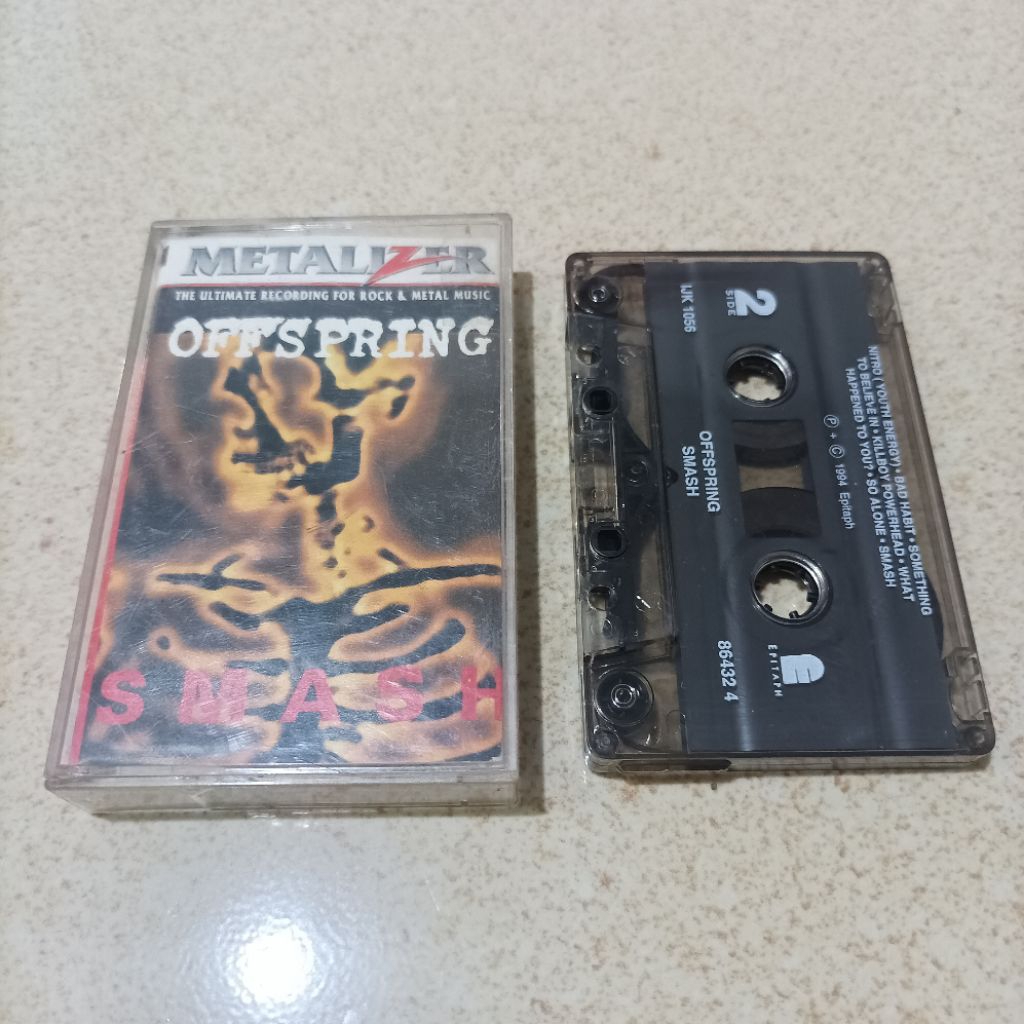 METALIZER
THE ULTIMATE RECORDING FOR ROCK & METAL MUSIC
OFFSPRING
SMASH
2
SIDE
IJK 1056
NITRO (YOUTH ENERGY) • BAD HABIT • SOMETHING
TO BELIEVE IN • KILLBOY POWERHEAD • WHAT
HAPPENED TO YOU? • SO ALONE • SMASH
℗ + © 1994 Epitaph
OFFSPRING
SMASH
E
EPITAPH
86432 4